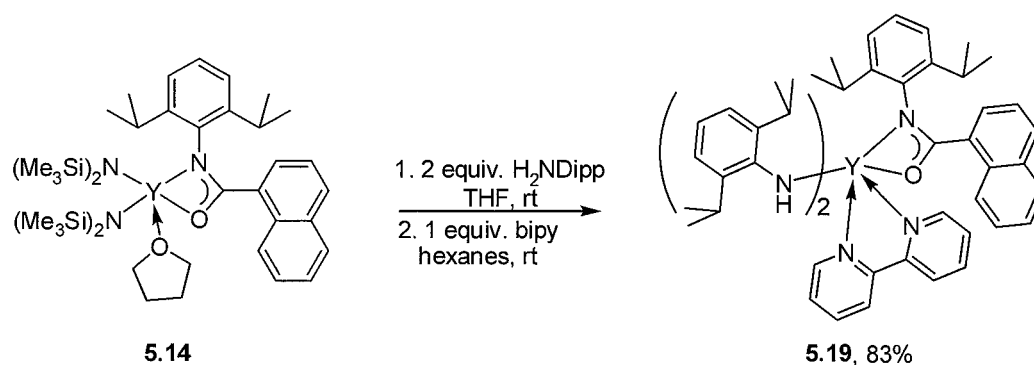 (Me₃Si)₂N
(Me₃Si)₂N
Y
N
O
O
5.14
1. 2 equiv. H₂NDipp
THF, rt
2. 1 equiv. bipy
hexanes, rt
N
H
2
Y
N
O
N
N
5.19, 83%